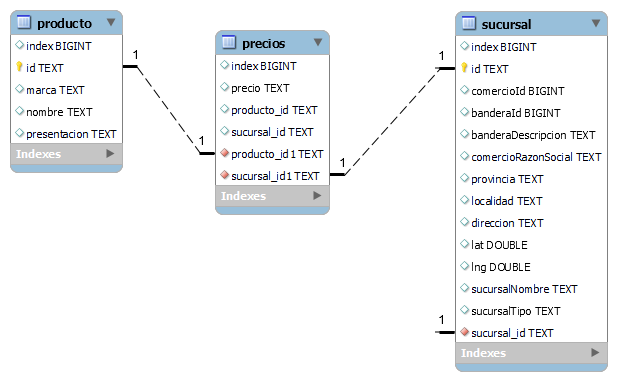 producto
index BIGINT
id TEXT
marca TEXT
nombre TEXT
presentacion TEXT
Indexes
1
1
precios
index BIGINT
precio TEXT
producto_id TEXT
sucursal_id TEXT
producto_id1 TEXT
sucursal_id1 TEXT
Indexes
1
1
sucursal
index BIGINT
id TEXT
comercioId BIGINT
banderaId BIGINT
banderaDescripcion TEXT
comercioRazonSocial TEXT
provincia TEXT
localidad TEXT
direccion TEXT
lat DOUBLE
lng DOUBLE
sucursalNombre TEXT
sucursalTipo TEXT
sucursal_id TEXT
Indexes
1